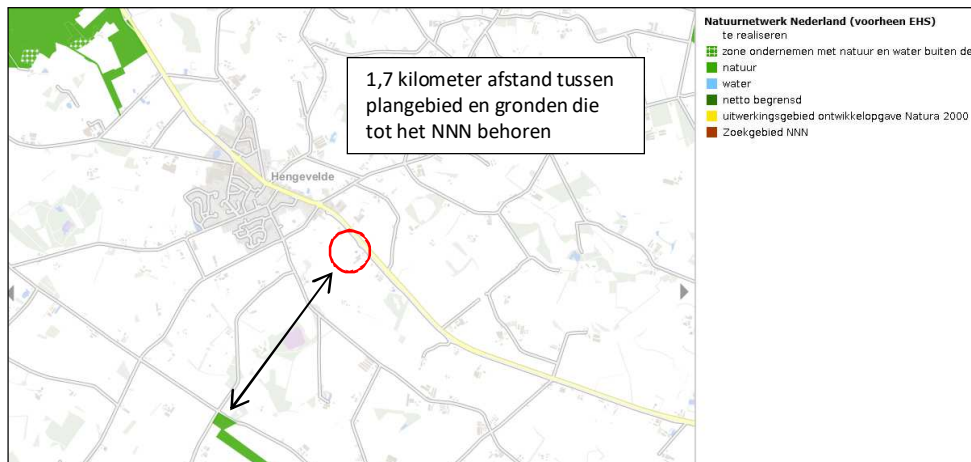 1,7 kilometer afstand tussen
plangebied en gronden die
tot het NNN behoren
Hengevelde
Natuurnetwerk Nederland (voorheen EHS)
te realiseren
zone ondernemen met natuur en water buiten de
natuur
water
netto begrensd
uitwerkingsgebied ontwikkelopgave Natura 2000
Zoekgebied NNN